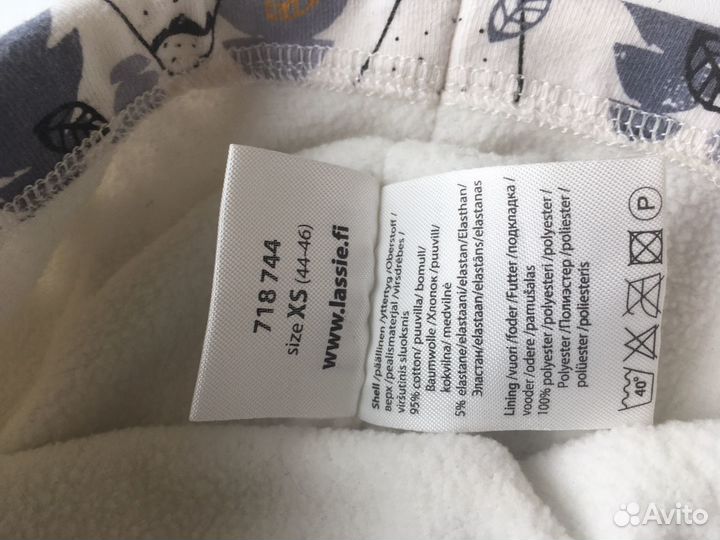 718 744
size XS (44-46)
www.lassie.fi
Shell /päällinen /yttertyg /Oberstoff /
верх /pealismaterjal /virsdrēbes /
viršutinis sluoksnis
95% cotton/ puuvilla/ bomull/
Baumwolle /Хлопок /puuvill/
kokvilna/ medvilnė
5% elastane/elastaani/elastan/Elasthan/
Эластан/elastaan/elastāns/elastanas
Lining /vuori /foder /Futter /подкладка /
vooder /odere /pamušalas
100% polyester/polyesteri/polyester/
Polyester /Полиэстер /poliester/
poliüester/poliesteris
40°
P
Avito